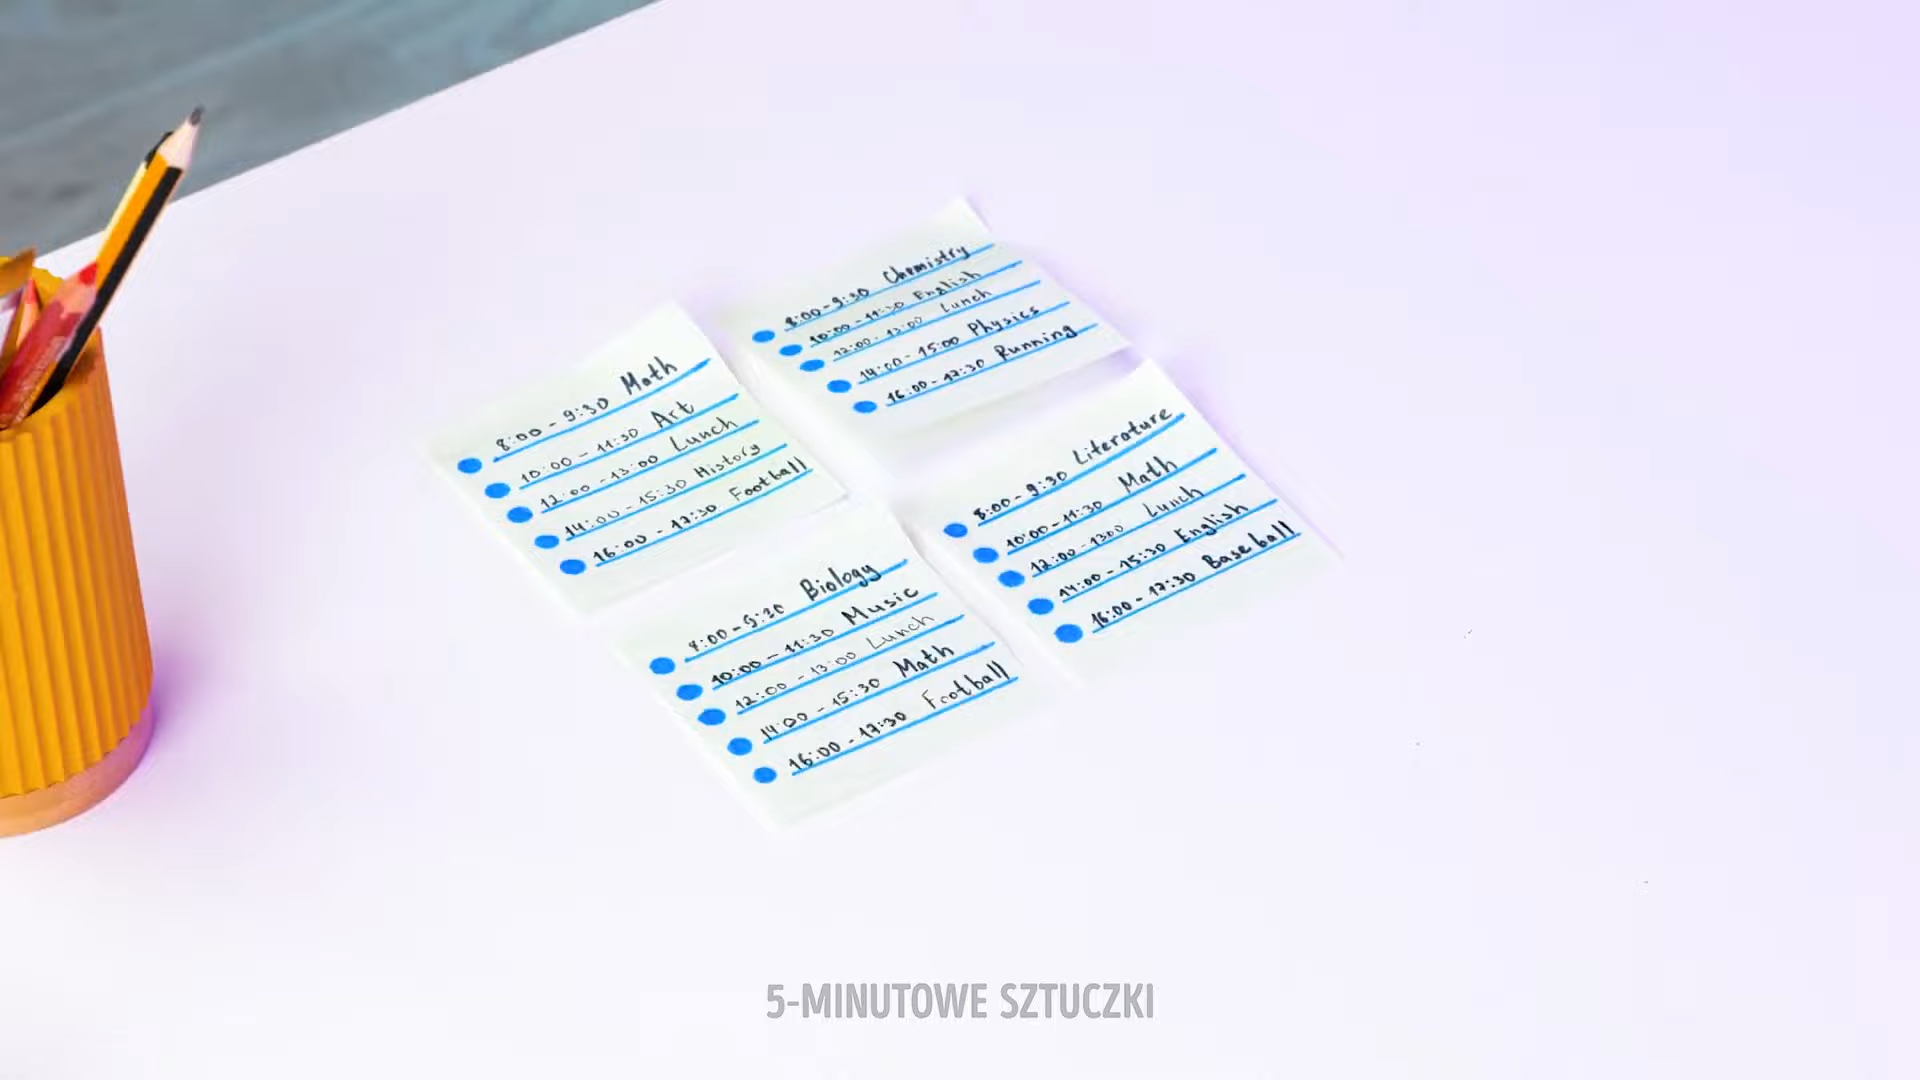 8:00 - 9:30 Math
10:00 - 11:30 Art
12:00 - 13:00 Lunch
14:00 - 15:30 History
16:00 - 17:30 Football
8:00 - 9:30 Chemistry
10:00 - 11:30 English
12:00 - 13:00 Lunch
14:00 - 15:00 Physics
16:00 - 17:30 Running
8:00 - 9:30 Biology
10:00 - 11:30 Music
12:00 - 13:00 Lunch
14:00 - 15:30 Math
16:00 - 17:30 Football
8:00 - 9:30 Literature
10:00 - 11:30 Math
12:00 - 1300 Lunch
14:00 - 15:30 English
16:00 - 17:30 Baseball
5-MINUTOWE SZTUCZKI